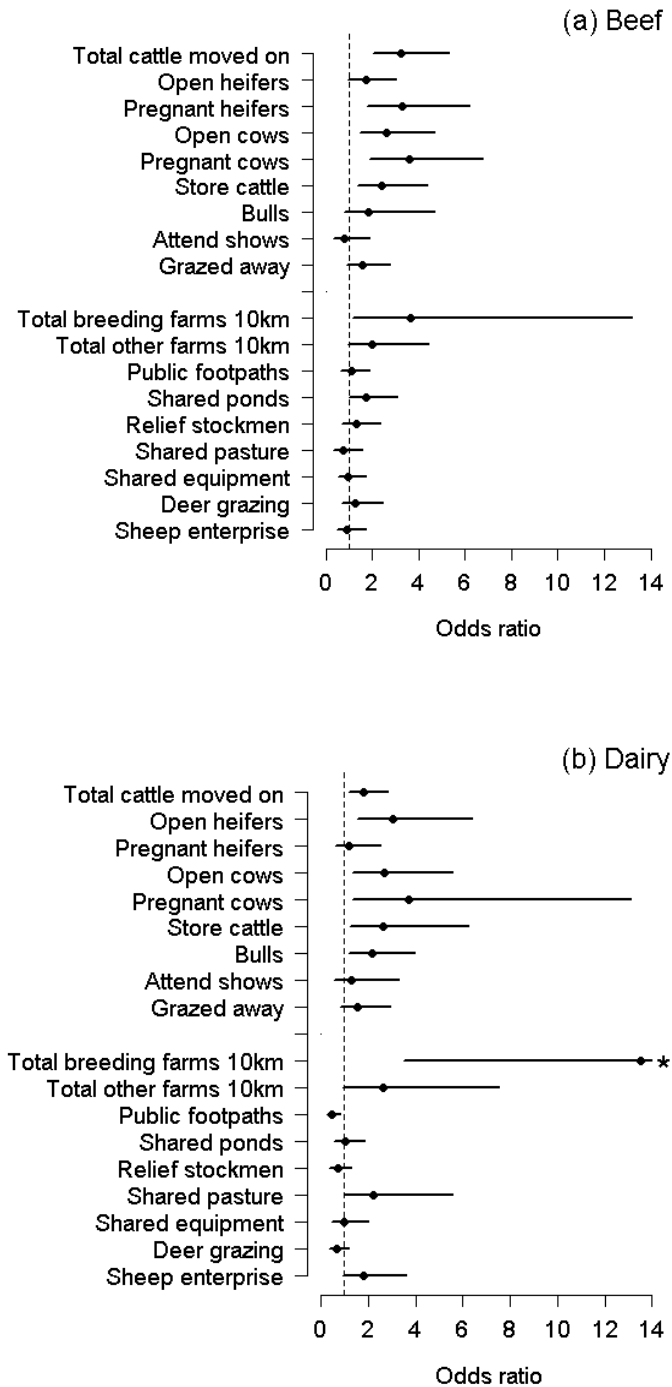 (a) Beef
Total cattle moved on
Open heifers
Pregnant heifers
Open cows
Pregnant cows
Store cattle
Bulls
Attend shows
Grazed away
Total breeding farms 10km
Total other farms 10km
Public footpaths
Shared ponds
Relief stockmen
Shared pasture
Shared equipment
Deer grazing
Sheep enterprise
0 2 4 6 8 10 12 14
Odds ratio
(b) Dairy
Total cattle moved on
Open heifers
Pregnant heifers
Open cows
Pregnant cows
Store cattle
Bulls
Attend shows
Grazed away
Total breeding farms 10km *
Total other farms 10km
Public footpaths
Shared ponds
Relief stockmen
Shared pasture
Shared equipment
Deer grazing
Sheep enterprise
0 2 4 6 8 10 12 14
Odds ratio